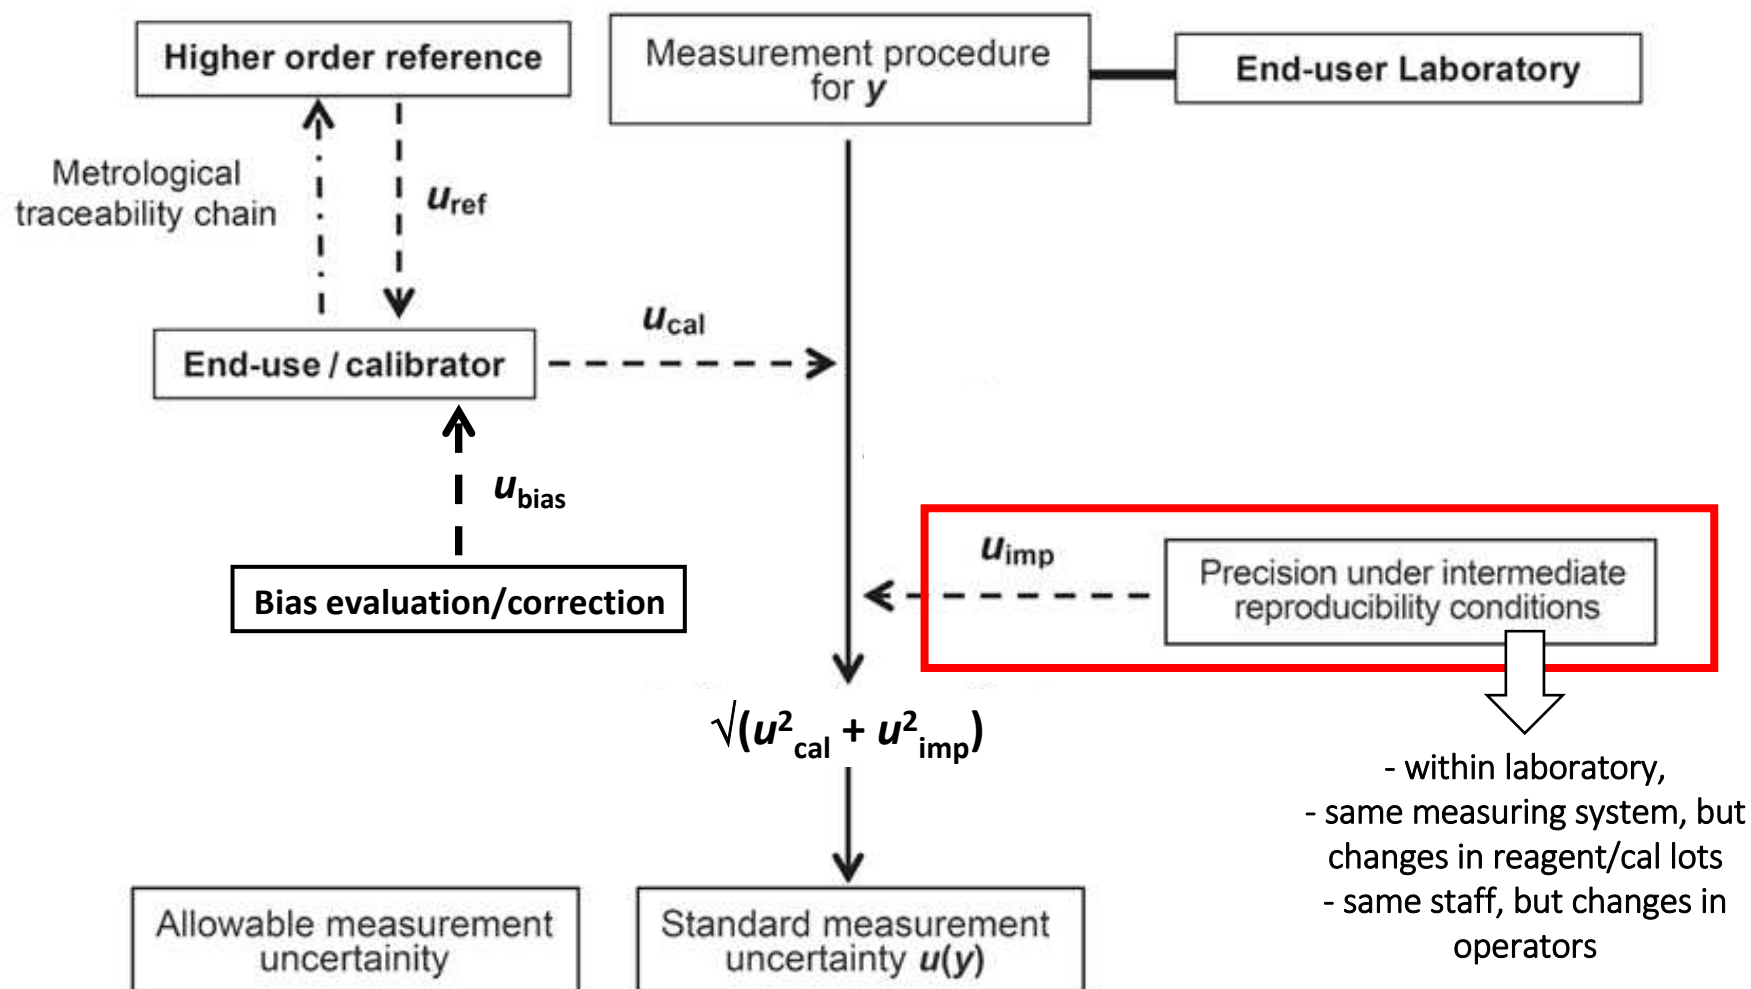 Higher order reference
Measurement procedure
for y
End-user Laboratory
Metrological
traceability chain
uref
ucal
End-use / calibrator
ubias
Bias evaluation/correction
uimp
Precision under intermediate
reproducibility conditions
√(u²cal + u²imp)
- within laboratory,
- same measuring system, but
changes in reagent/cal lots
- same staff, but changes in
operators
Allowable measurement
uncertainity
Standard measurement
uncertainty u(y)